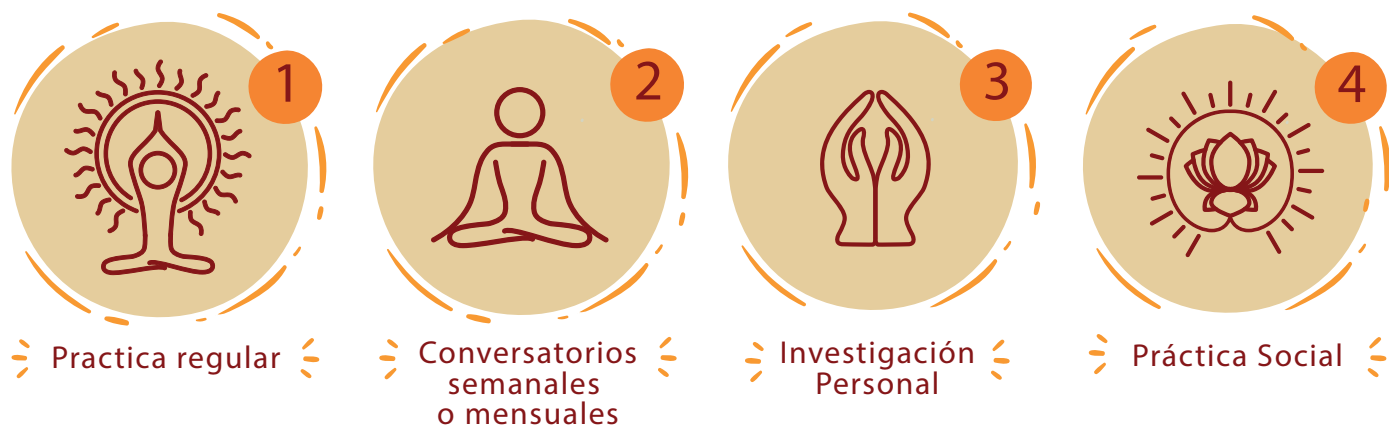 1
Practica regular
2
Conversatorios
semanales
o mensuales
3
Investigación
Personal
4
Práctica Social